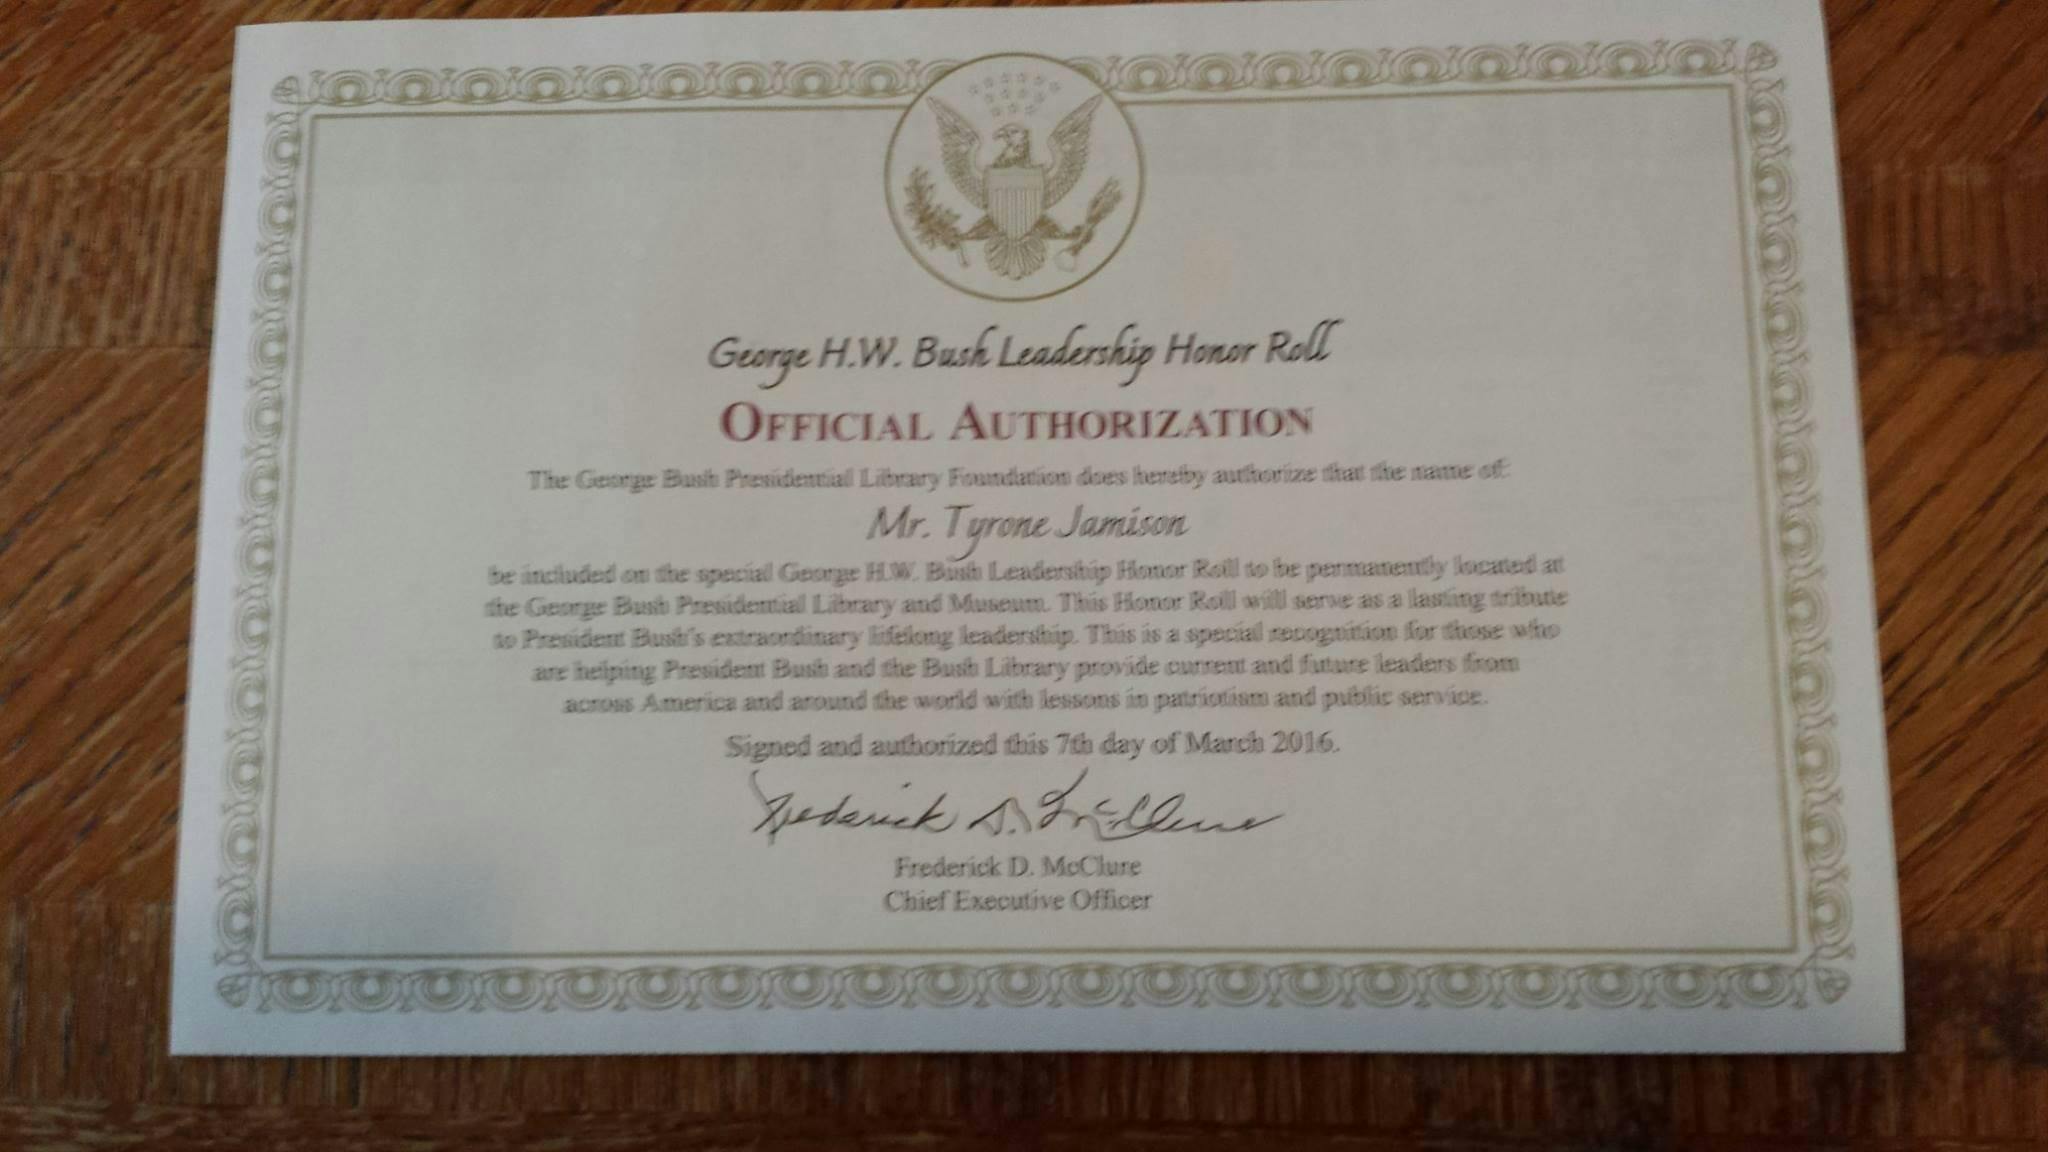 George H.W. Bush Leadership Honor Roll
OFFICIAL AUTHORIZATION
The George Bush Presidential Library Foundation does hereby authorize that the name of:
Mr. Tyrone Jamison
be included on the special George H.W. Bush Leadership Honor Roll to be permanently located at
the George Bush Presidential Library and Museum. This Honor Roll will serve as a lasting tribute
to President Bush's extraordinary lifelong leadership. This is a special recognition for those who
are helping President Bush and the Bush Library provide current and future leaders from
across America and around the world with lessons in patriotism and public service.
Signed and authorized this 7th day of March 2016.
Frederick D. McClure
Frederick D. McClure
Chief Executive Officer